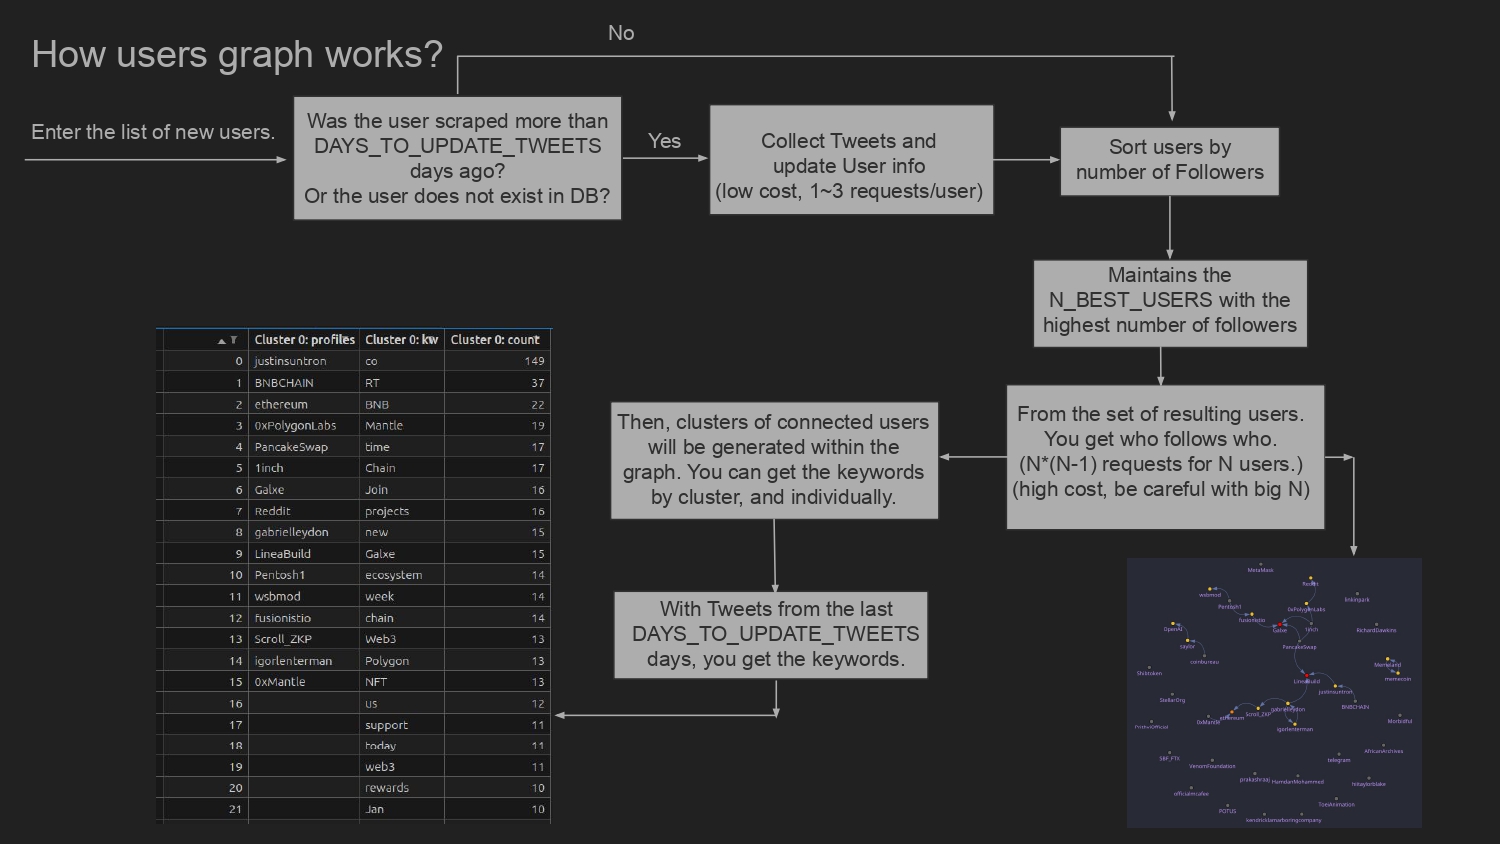 How users graph works?
No
Enter the list of new users.
Was the user scraped more than
DAYS_TO_UPDATE_TWEETS
days ago?
Or the user does not exist in DB?
Yes
Collect Tweets and
update User info
(low cost, 1~3 requests/user)
Sort users by
number of Followers
Maintains the
N_BEST_USERS with the
highest number of followers
From the set of resulting users.
You get who follows who.
(N*(N-1) requests for N users.)
(high cost, be careful with big N)
Then, clusters of connected users
will be generated within the
graph. You can get the keywords
by cluster, and individually.
With Tweets from the last
DAYS_TO_UPDATE_TWEETS
days, you get the keywords.
Cluster 0: profiles Cluster 0: kw Cluster 0: count
0 justinsuntron co 149
1 BNBCHAIN RT 37
2 ethereum BNB 22
3 0xPolygonLabs Mantle 19
4 PancakeSwap time 17
5 1inch Chain 17
6 Galxe Join 16
7 Reddit projects 16
8 gabrielleydon new 15
9 LineaBuild Galxe 15
10 Pentosh1 ecosystem 14
11 wsbmod week 14
12 fusionistio chain 14
13 Scroll_ZKP Web3 13
14 igorlenterman Polygon 13
15 0xMantle NFT 13
16 us 12
17 support 11
18 today 11
19 web3 11
20 rewards 10
21 Jan 10
MetaMask
Reddit
wsbmod
linkinpark
Pentosh1
0xPolygonLabs
fusionistio
OpenAI
Galxe
1inch
RichardDawkins
taylor
PancakeSwap
combureau
Memeland
Shibtoken
memecoin
LineaBuild
justinsuntron
StellarOrg
BNBCHAIN
gabrielleydon
Scroll_ZKP
ethereum
0xMantle
Morbidful
igorlenterman
AfricanArchives
SBF_FTX
telegram
VenomFoundation
prakashraaj
HamdanMohammed
hiitaylorblake
officialmcafee
ToeiAnimation
POTUS